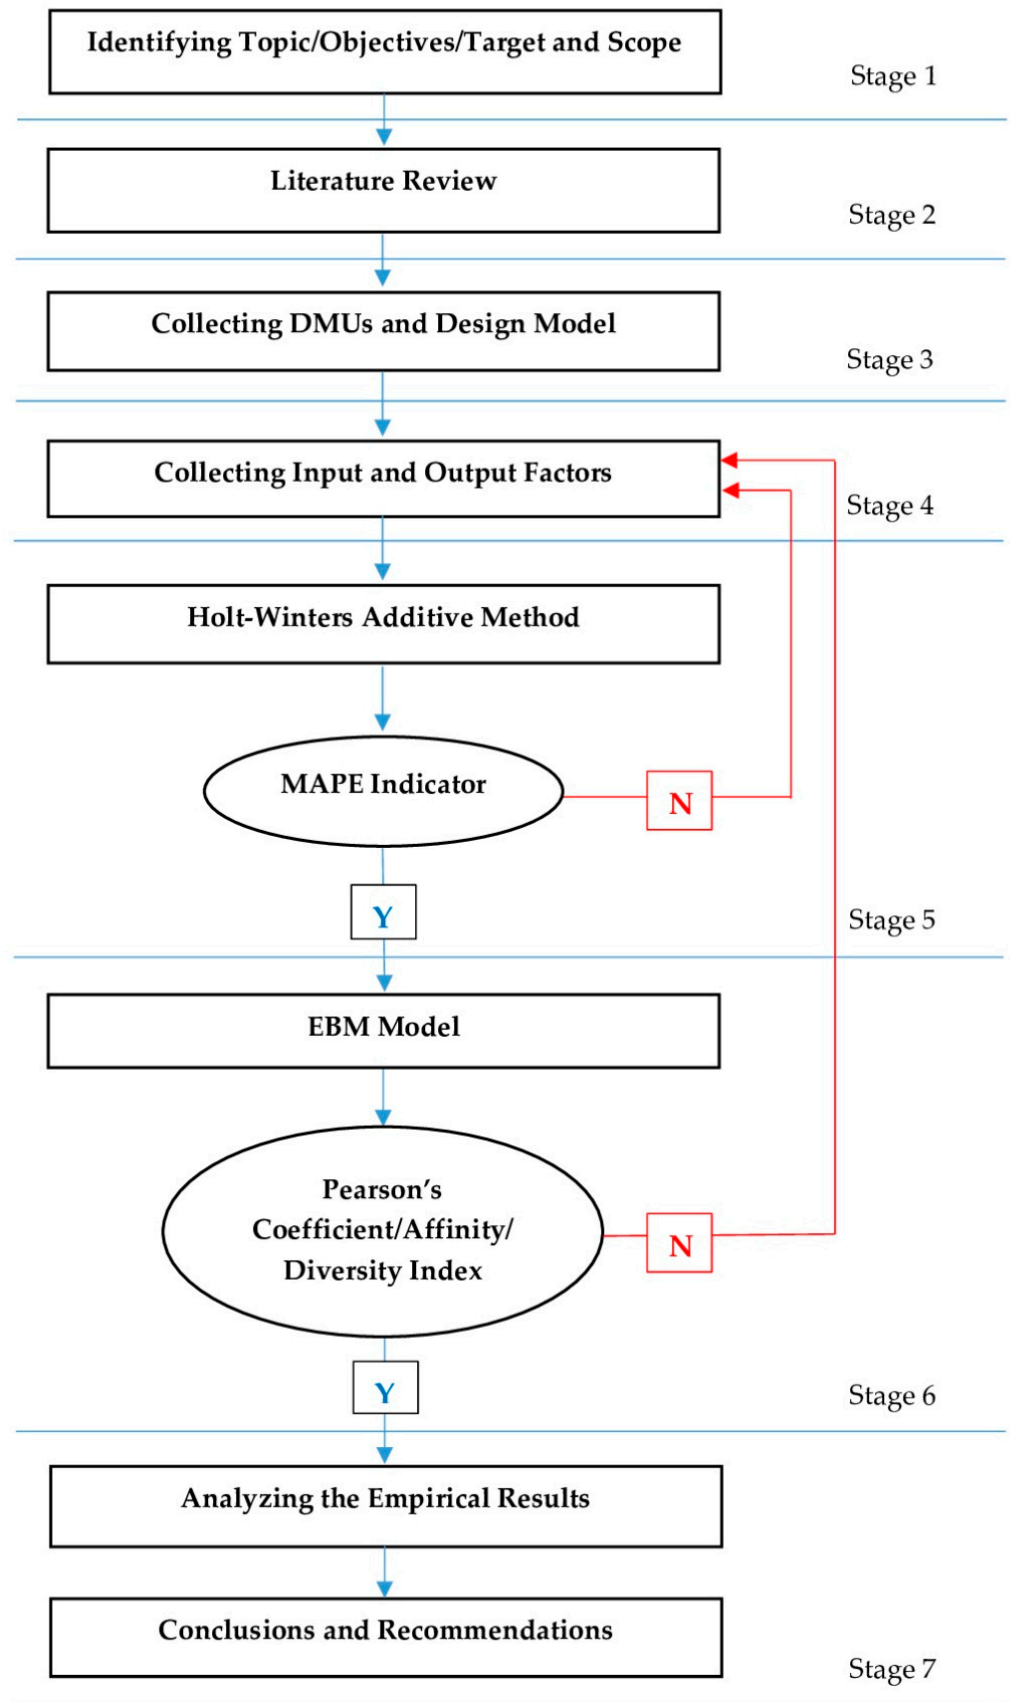 Identifying Topic/Objectives/Target and Scope
Stage 1
Literature Review
Stage 2
Collecting DMUs and Design Model
Stage 3
Collecting Input and Output Factors
Stage 4
Holt-Winters Additive Method
MAPE Indicator
N
Y
Stage 5
EBM Model
Pearson’s
Coefficient/Affinity/
Diversity Index
N
Y
Stage 6
Analyzing the Empirical Results
Conclusions and Recommendations
Stage 7